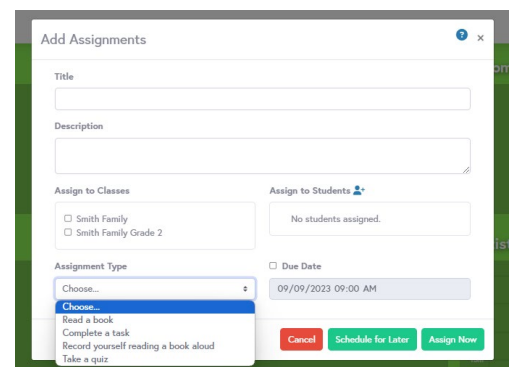 Add Assignments
? ×
Title
Description
Assign to Classes
Assign to Students
Smith Family
Smith Family Grade 2
No students assigned.
Assignment Type
Due Date
Choose...
09/09/2023 09:00 AM
Choose...
Read a book
Complete a task
Record yourself reading a book aloud
Take a quiz
Cancel
Schedule for Later
Assign Now